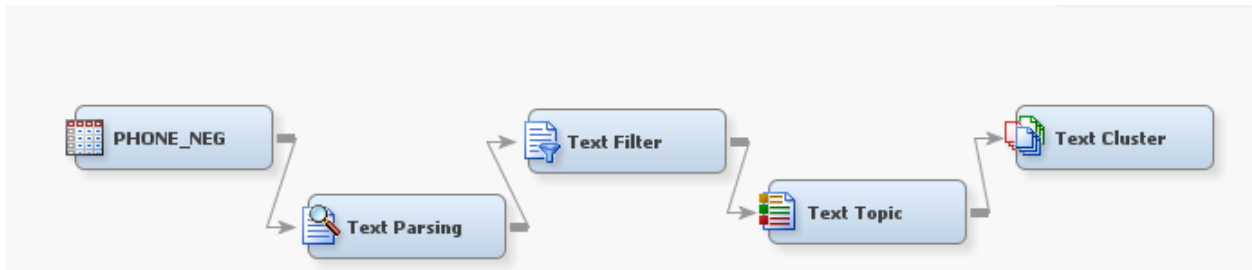 PHONE_NEG
Text Parsing
Text Filter
Text Topic
Text Cluster